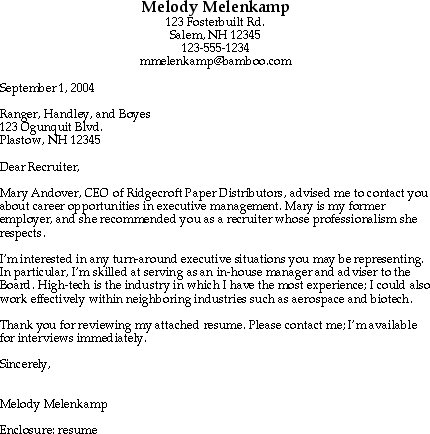 Melody Melenkamp
123 Fosterbuilt Rd.
Salem, NH 12345
123-555-1234
mmelenkamp@bamboo.com
September 1, 2004
Ranger, Handley, and Boyes
123 Ogunquit Blvd.
Plastow, NH 12345
Dear Recruiter,
Mary Andover, CEO of Ridgecroft Paper Distributors, advised me to contact you
about career opportunities in executive management. Mary is my former
employer, and she recommended you as a recruiter whose professionalism she
respects.
I'm interested in any turn-around executive situations you may be representing.
In particular, I'm skilled at serving as an in-house manager and adviser to the
Board. High-tech is the industry in which I have the most experience; I could also
work effectively within neighboring industries such as aerospace and biotech.
Thank you for reviewing my attached resume. Please contact me; I'm available
for interviews immediately.
Sincerely,
Melody Melenkamp
Enclosure: resume